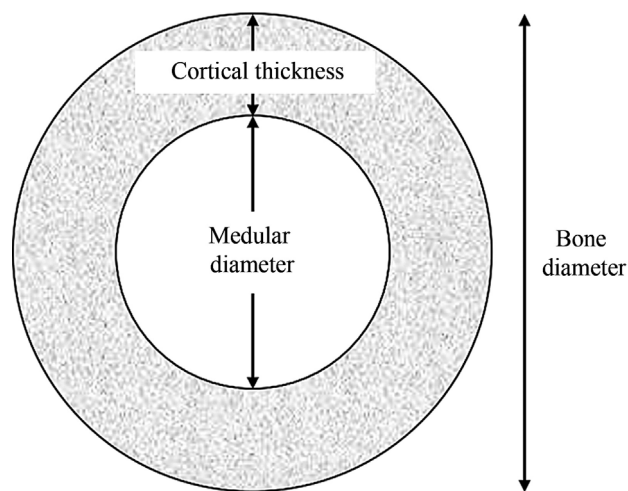 Cortical thickness
Medular
diameter
Bone
diameter